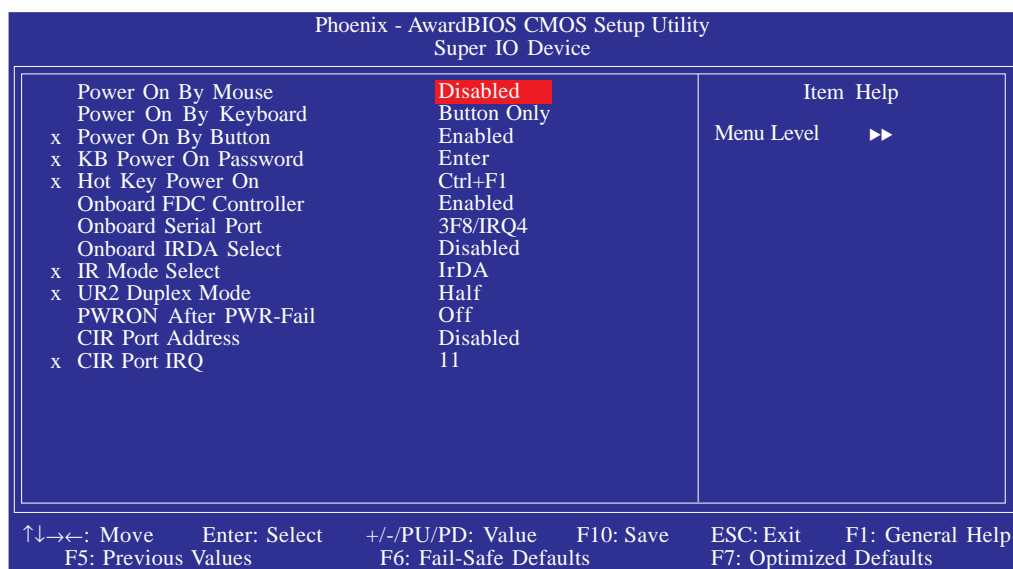 Phoenix - AwardBIOS CMOS Setup Utility
Super IO Device
Power On By Mouse Disabled
Power On By Keyboard Button Only
x Power On By Button Enabled
x KB Power On Password Enter
x Hot Key Power On Ctrl+F1
Onboard FDC Controller Enabled
Onboard Serial Port 3F8/IRQ4
Onboard IRDA Select Disabled
x IR Mode Select IrDA
x UR2 Duplex Mode Half
PWRON After PWR-Fail Off
CIR Port Address Disabled
x CIR Port IRQ 11
Item Help
Menu Level ▶▶
↑↓→←: Move Enter: Select +/-/PU/PD: Value F10: Save ESC: Exit F1: General Help
F5: Previous Values F6: Fail-Safe Defaults F7: Optimized Defaults